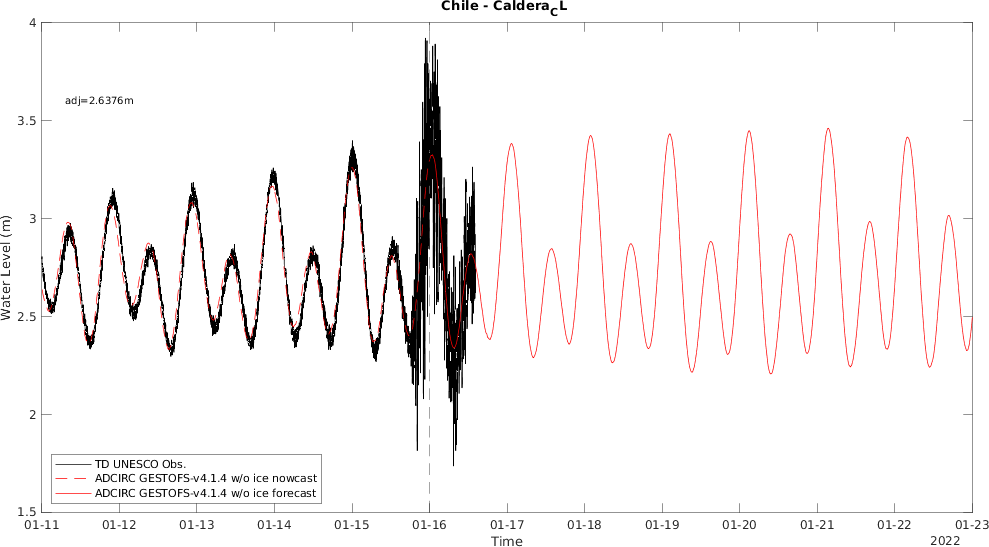 Chile - Caldera_CL
4
3.5
3
2.5
2
1.5
Water Level (m)
adj=2.6376m
TD UNESCO Obs.
ADCIRC GESTOFS-v4.1.4 w/o ice nowcast
ADCIRC GESTOFS-v4.1.4 w/o ice forecast
01-11 01-12 01-13 01-14 01-15 01-16 01-17 01-18 01-19 01-20 01-21 01-22 01-23
Time
2022